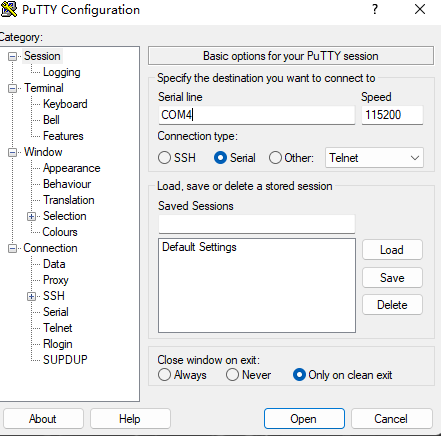 PuTTY Configuration
?
Category:
Session
Logging
Terminal
Keyboard
Bell
Features
Window
Appearance
Behaviour
Translation
Selection
Colours
Connection
Data
Proxy
SSH
Serial
Telnet
Rlogin
SUPDUP
Basic options for your PuTTY session
Specify the destination you want to connect to
Serial line Speed
COM4 115200
Connection type:
SSH Serial Other: Telnet
Load, save or delete a stored session
Saved Sessions
Default Settings
Load
Save
Delete
Close window on exit:
Always Never Only on clean exit
About Help Open Cancel